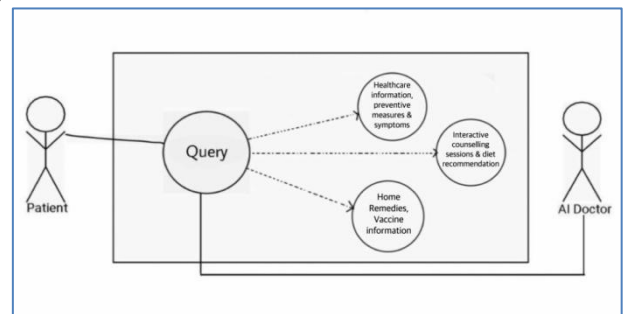 Healthcare
information,
preventive
measures &
symptoms
Query
Interactive
counselling
sessions & diet
recommendation
Home
Remedies,
Vaccine
information
Patient
AI Doctor